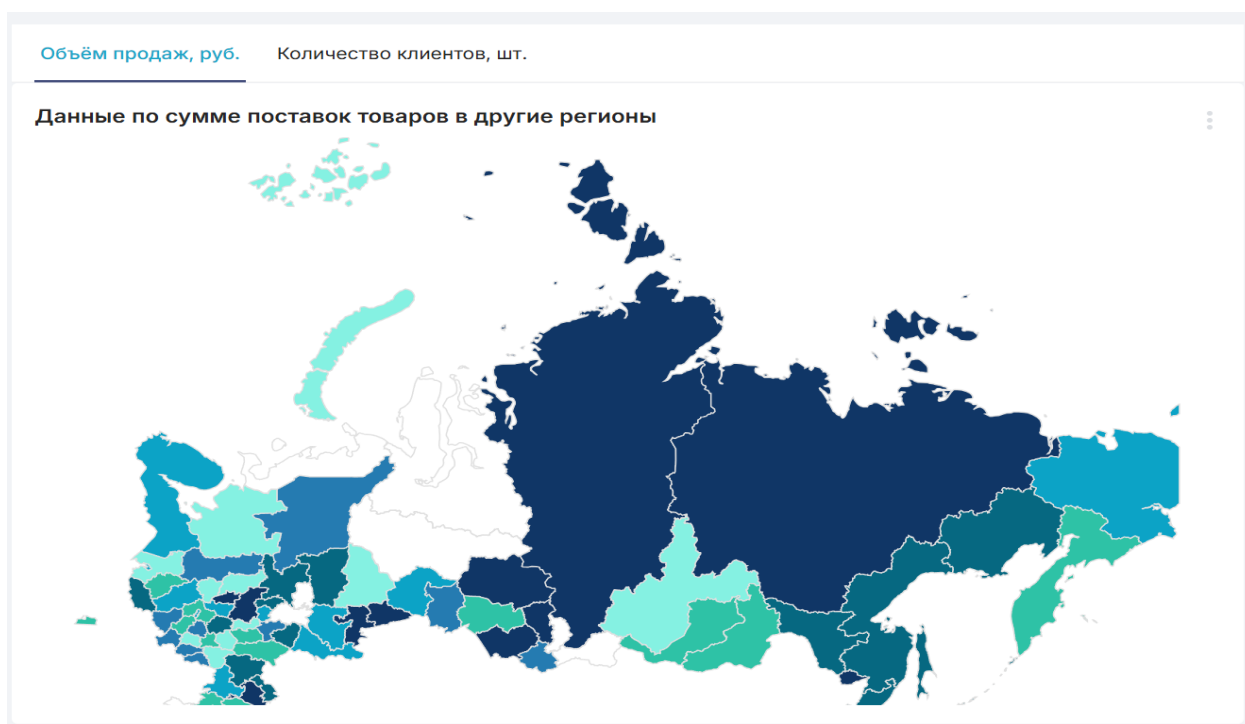 Объём продаж, руб. Количество клиентов, шт.
Данные по сумме поставок товаров в другие регионы